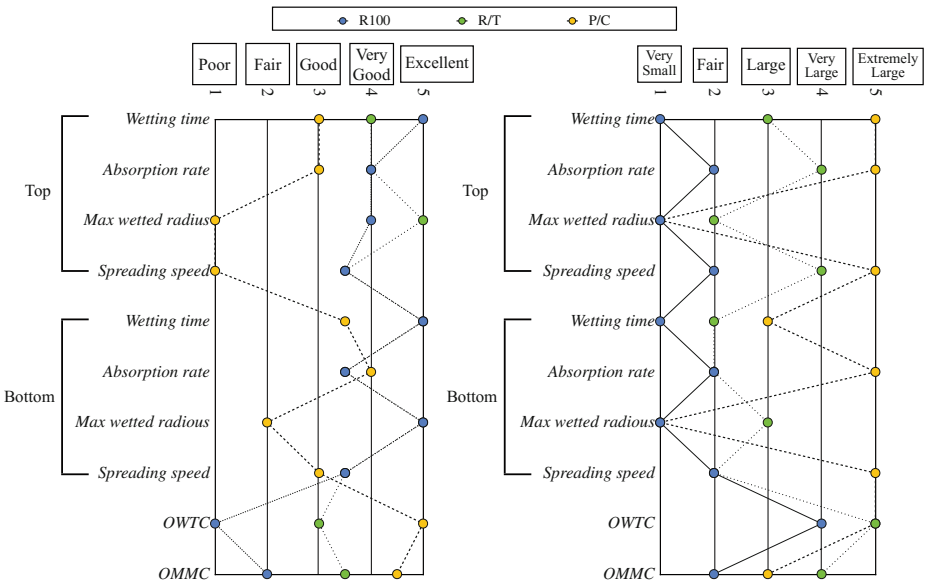 R100 R/T P/C
Poor Fair Good Very Good Excellent
1 2 3 4 5
Top
Wetting time
Absorption rate
Max wetted radius
Spreading speed
Bottom
Wetting time
Absorption rate
Max wetted radious
Spreading speed
OWTC
OMMC
Very Small Fair Large Very Large Extremely Large
1 2 3 4 5
Top
Wetting time
Absorption rate
Max wetted radius
Spreading speed
Bottom
Wetting time
Absorption rate
Max wetted radious
Spreading speed
OWTC
OMMC